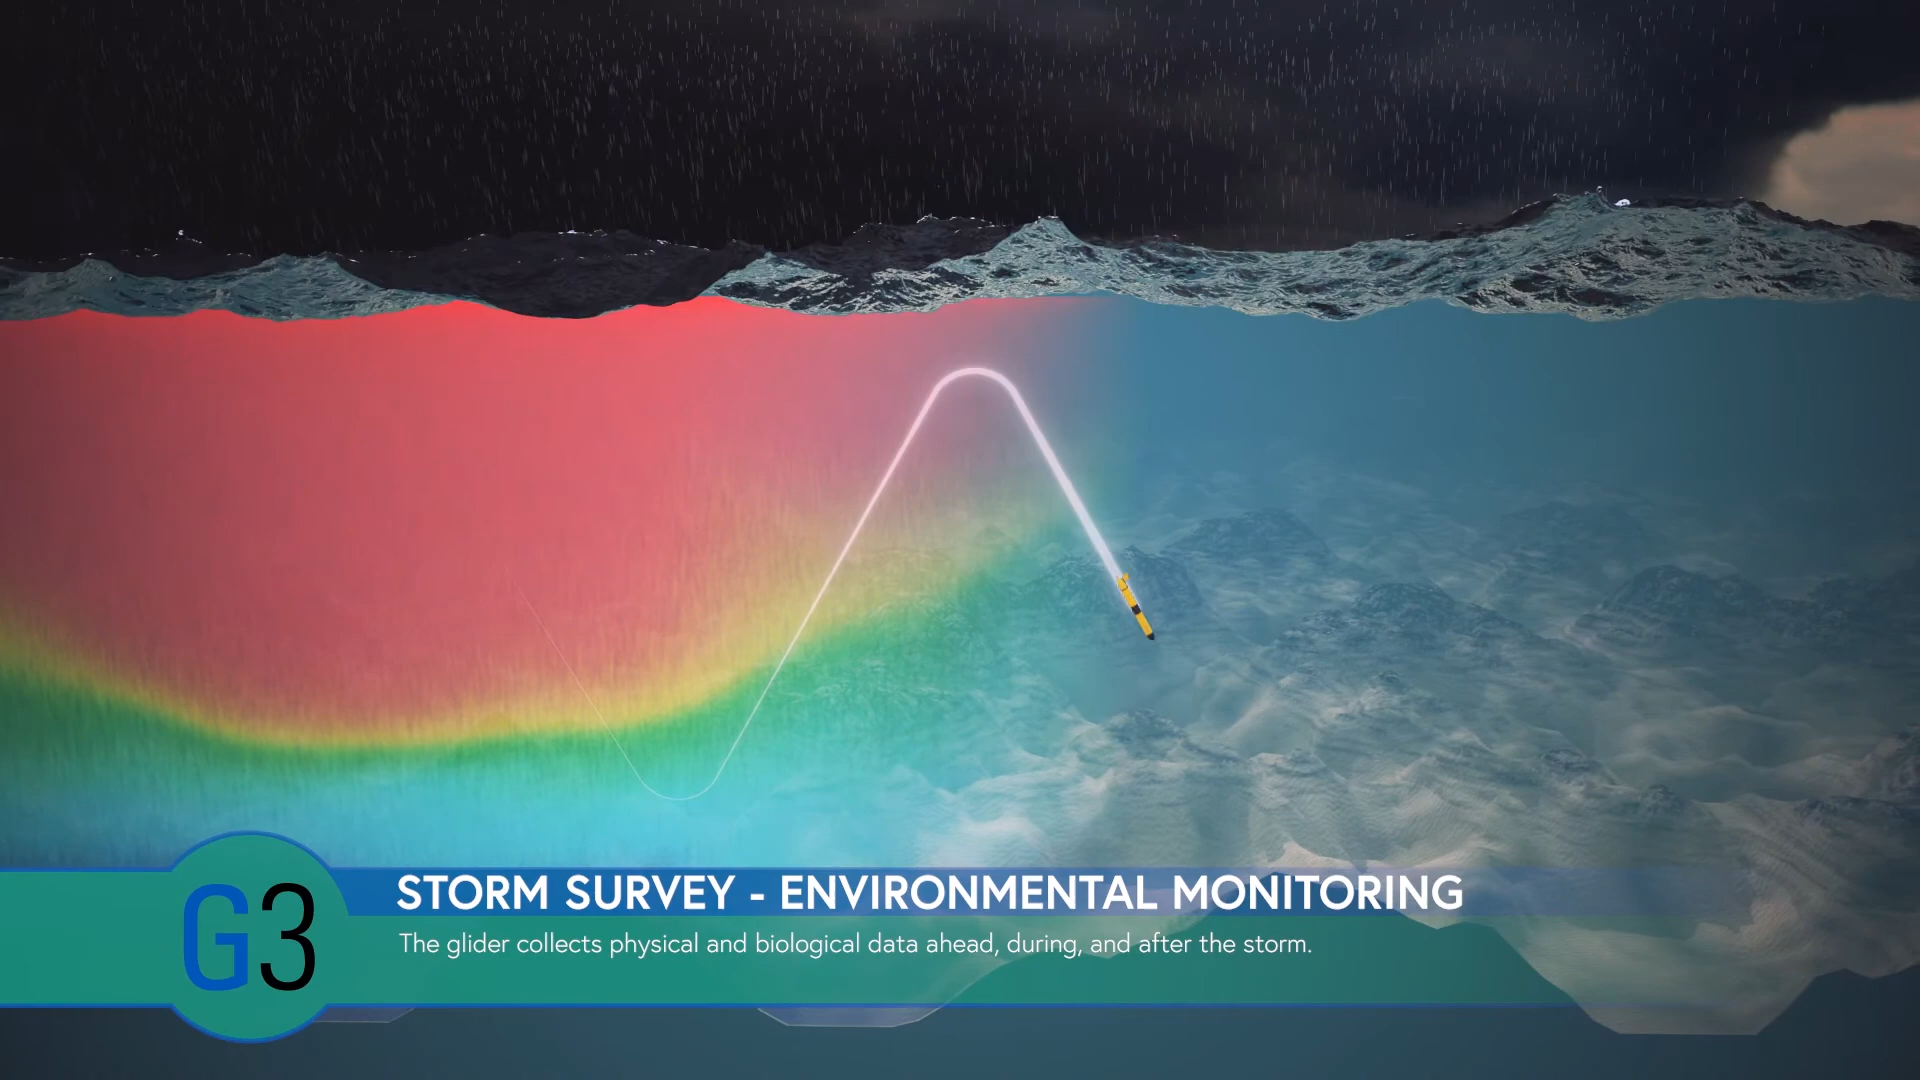 G3
STORM SURVEY - ENVIRONMENTAL MONITORING
The glider collects physical and biological data ahead, during, and after the storm.